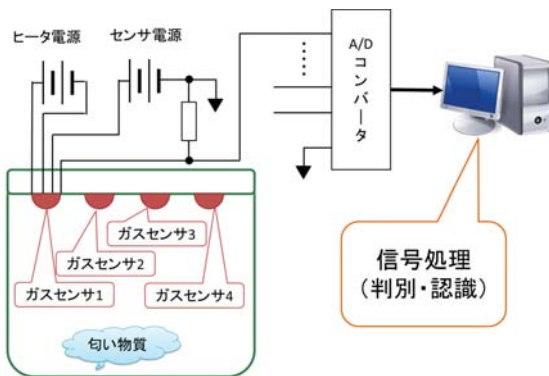 ヒータ電源
センサ電源
A/Dコンバータ
ガスセンサ1
ガスセンサ2
ガスセンサ3
ガスセンサ4
匂い物質
信号処理
(判別・認識)